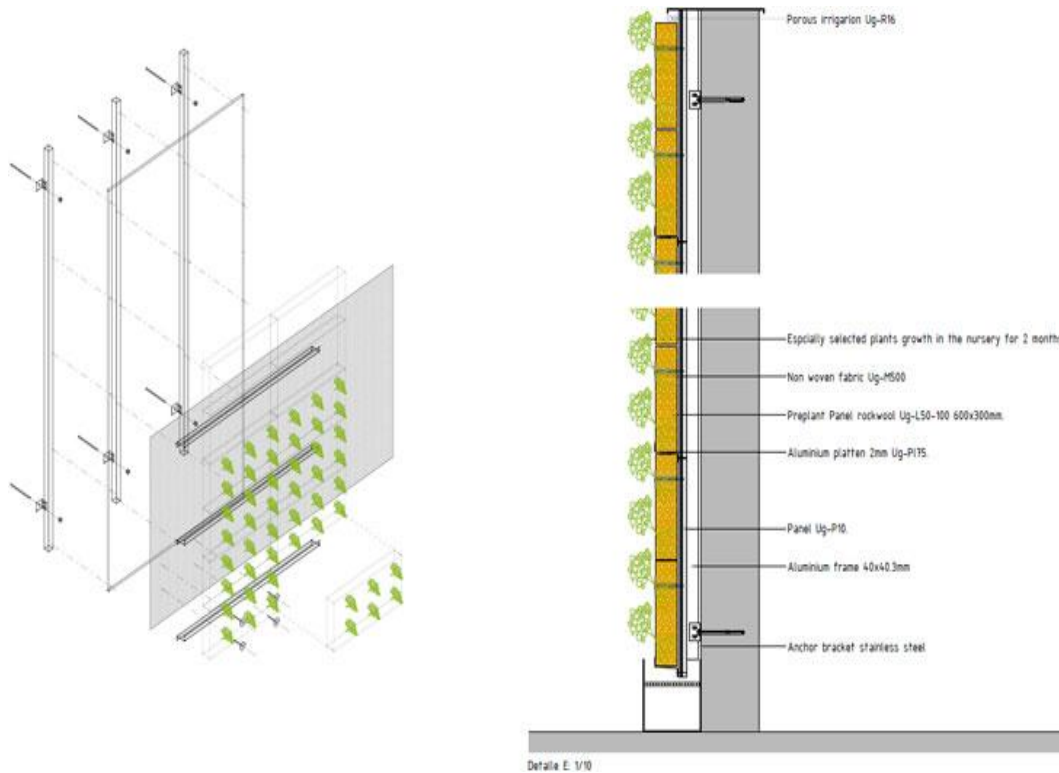 Porous irrigarion Ug-R16
Espcially selected plants growth in the nursery for 2 months
Non woven fabric Ug-M500
Preplant Panel rockwool Ug-L50-100 600x300mm.
Aluminium platten 2mm Ug-P175.
Panel Ug-P10.
Aluminium frame 40x40.3mm
Anchor bracket stainless steel
Detalle E: 1/10